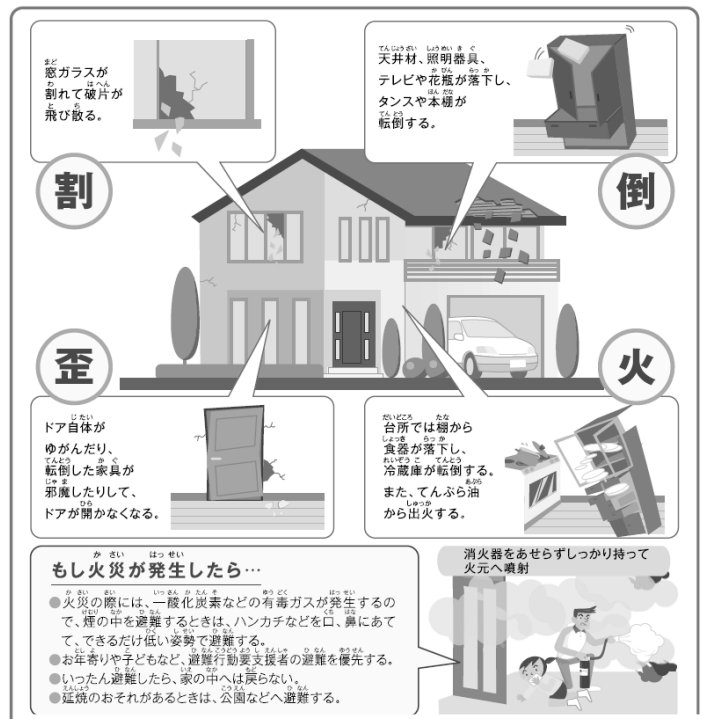 窓ガラスが
割れて破片が
飛び散る。
天井材、照明器具、
テレビや花瓶が落下し、
タンスや本棚が
転倒する。
割
倒
歪
火
ドア自体が
ゆがんだり、
転倒した家具が
邪魔したりして、
ドアが開かなくなる。
台所では棚から
食器が落下し、
冷蔵庫が転倒する。
また、てんぷら油
から出火する。
もし火災が発生したら…
●火災の際には、一酸化炭素などの有毒ガスが発生するの
で、煙の中を避難するときは、ハンカチなどを口、鼻にあて
て、できるだけ低い姿勢で避難する。
●お年寄りや子どもなど、避難行動要支援者の避難を優先する。
●いったん避難したら、家の中へは戻らない。
●延焼のおそれがあるときは、公園などへ避難する。
消火器をあせらずしっかり持って
火元へ噴射